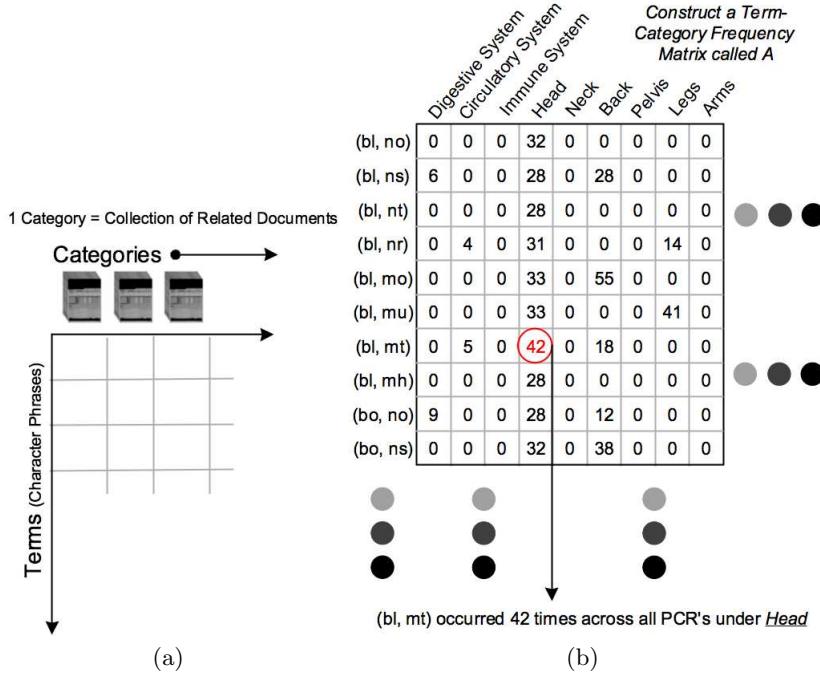 1 Category = Collection of Related Documents
Categories
Terms (Character Phrases)
(a)
Construct a Term-
Category Frequency
Matrix called A
Digestive System
Circulatory System
Immune System
Head
Neck
Back
Pelvis
Legs
Arms
(bl, no) 0 0 0 32 0 0 0 0 0
(bl, ns) 6 0 0 28 0 28 0 0 0
(bl, nt) 0 0 0 28 0 0 0 0 0
(bl, nr) 0 4 0 31 0 0 0 14 0
(bl, mo) 0 0 0 33 0 55 0 0 0
(bl, mu) 0 0 0 33 0 0 0 41 0
(bl, mt) 0 5 0 42 0 18 0 0 0
(bl, mh) 0 0 0 28 0 0 0 0 0
(bo, no) 9 0 0 28 0 12 0 0 0
(bo, ns) 0 0 0 32 0 38 0 0 0
(bl, mt) occurred 42 times across all PCR's under Head
(b)